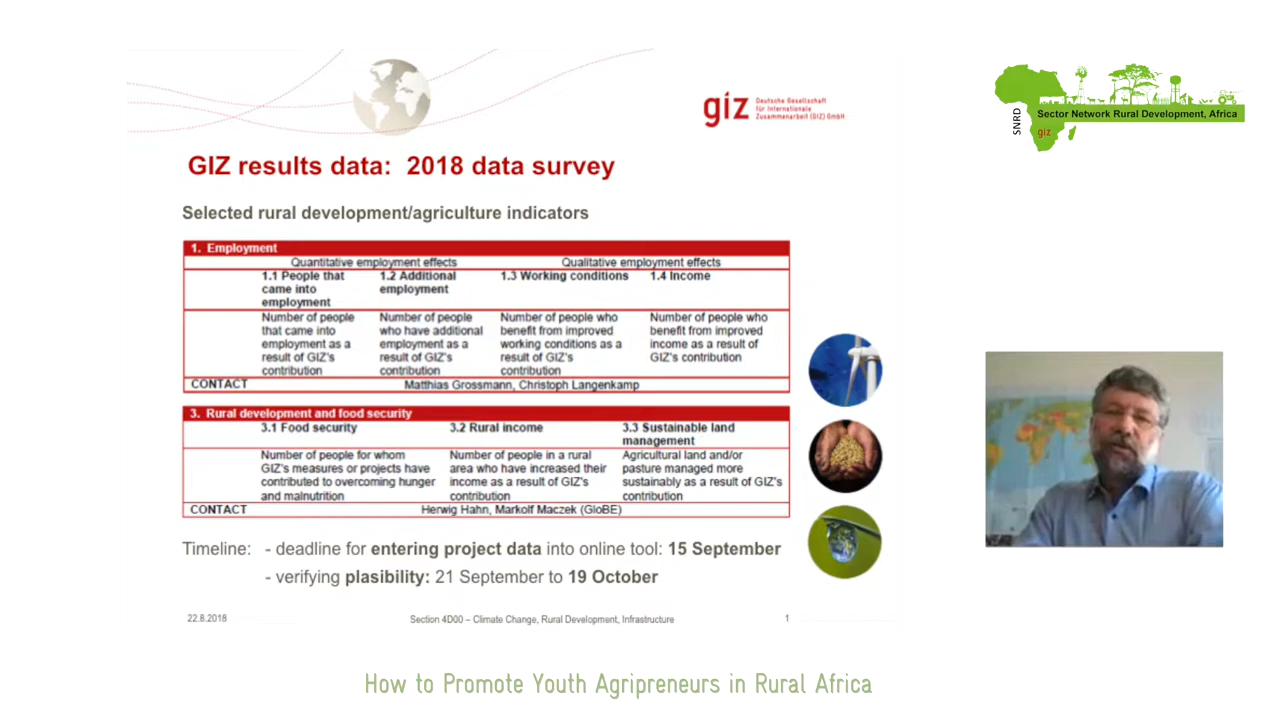 giz Deutsche Gesellschaft
für Internationale
Zusammenarbeit (GIZ) GmbH
SNRD
Sector Network Rural Development, Africa
giz
GIZ results data: 2018 data survey
Selected rural development/agriculture indicators
1. Employment
Quantitative employment effects Qualitative employment effects
1.1 People that came into employment
1.2 Additional employment
1.3 Working conditions
1.4 Income
Number of people that came into employment as a result of GIZ's contribution
Number of people who have additional employment as a result of GIZ's contribution
Number of people who benefit from improved working conditions as a result of GIZ's contribution
Number of people who benefit from improved income as a result of GIZ's contribution
CONTACT Matthias Grossmann, Christoph Langenkamp
3. Rural development and food security
3.1 Food security
3.2 Rural income
3.3 Sustainable land management
Number of people for whom GIZ's measures or projects have contributed to overcoming hunger and malnutrition
Number of people in a rural area who have increased their income as a result of GIZ's contribution
Agricultural land and/or pasture managed more sustainably as a result of GIZ's contribution
CONTACT Herwig Hahn, Markolf Maczek (GloBE)
Timeline: - deadline for entering project data into online tool: 15 September
- verifying plasibility: 21 September to 19 October
22.8.2018 Section 4D00 – Climate Change, Rural Development, Infrastructure 1
How to Promote Youth Agripreneurs in Rural Africa